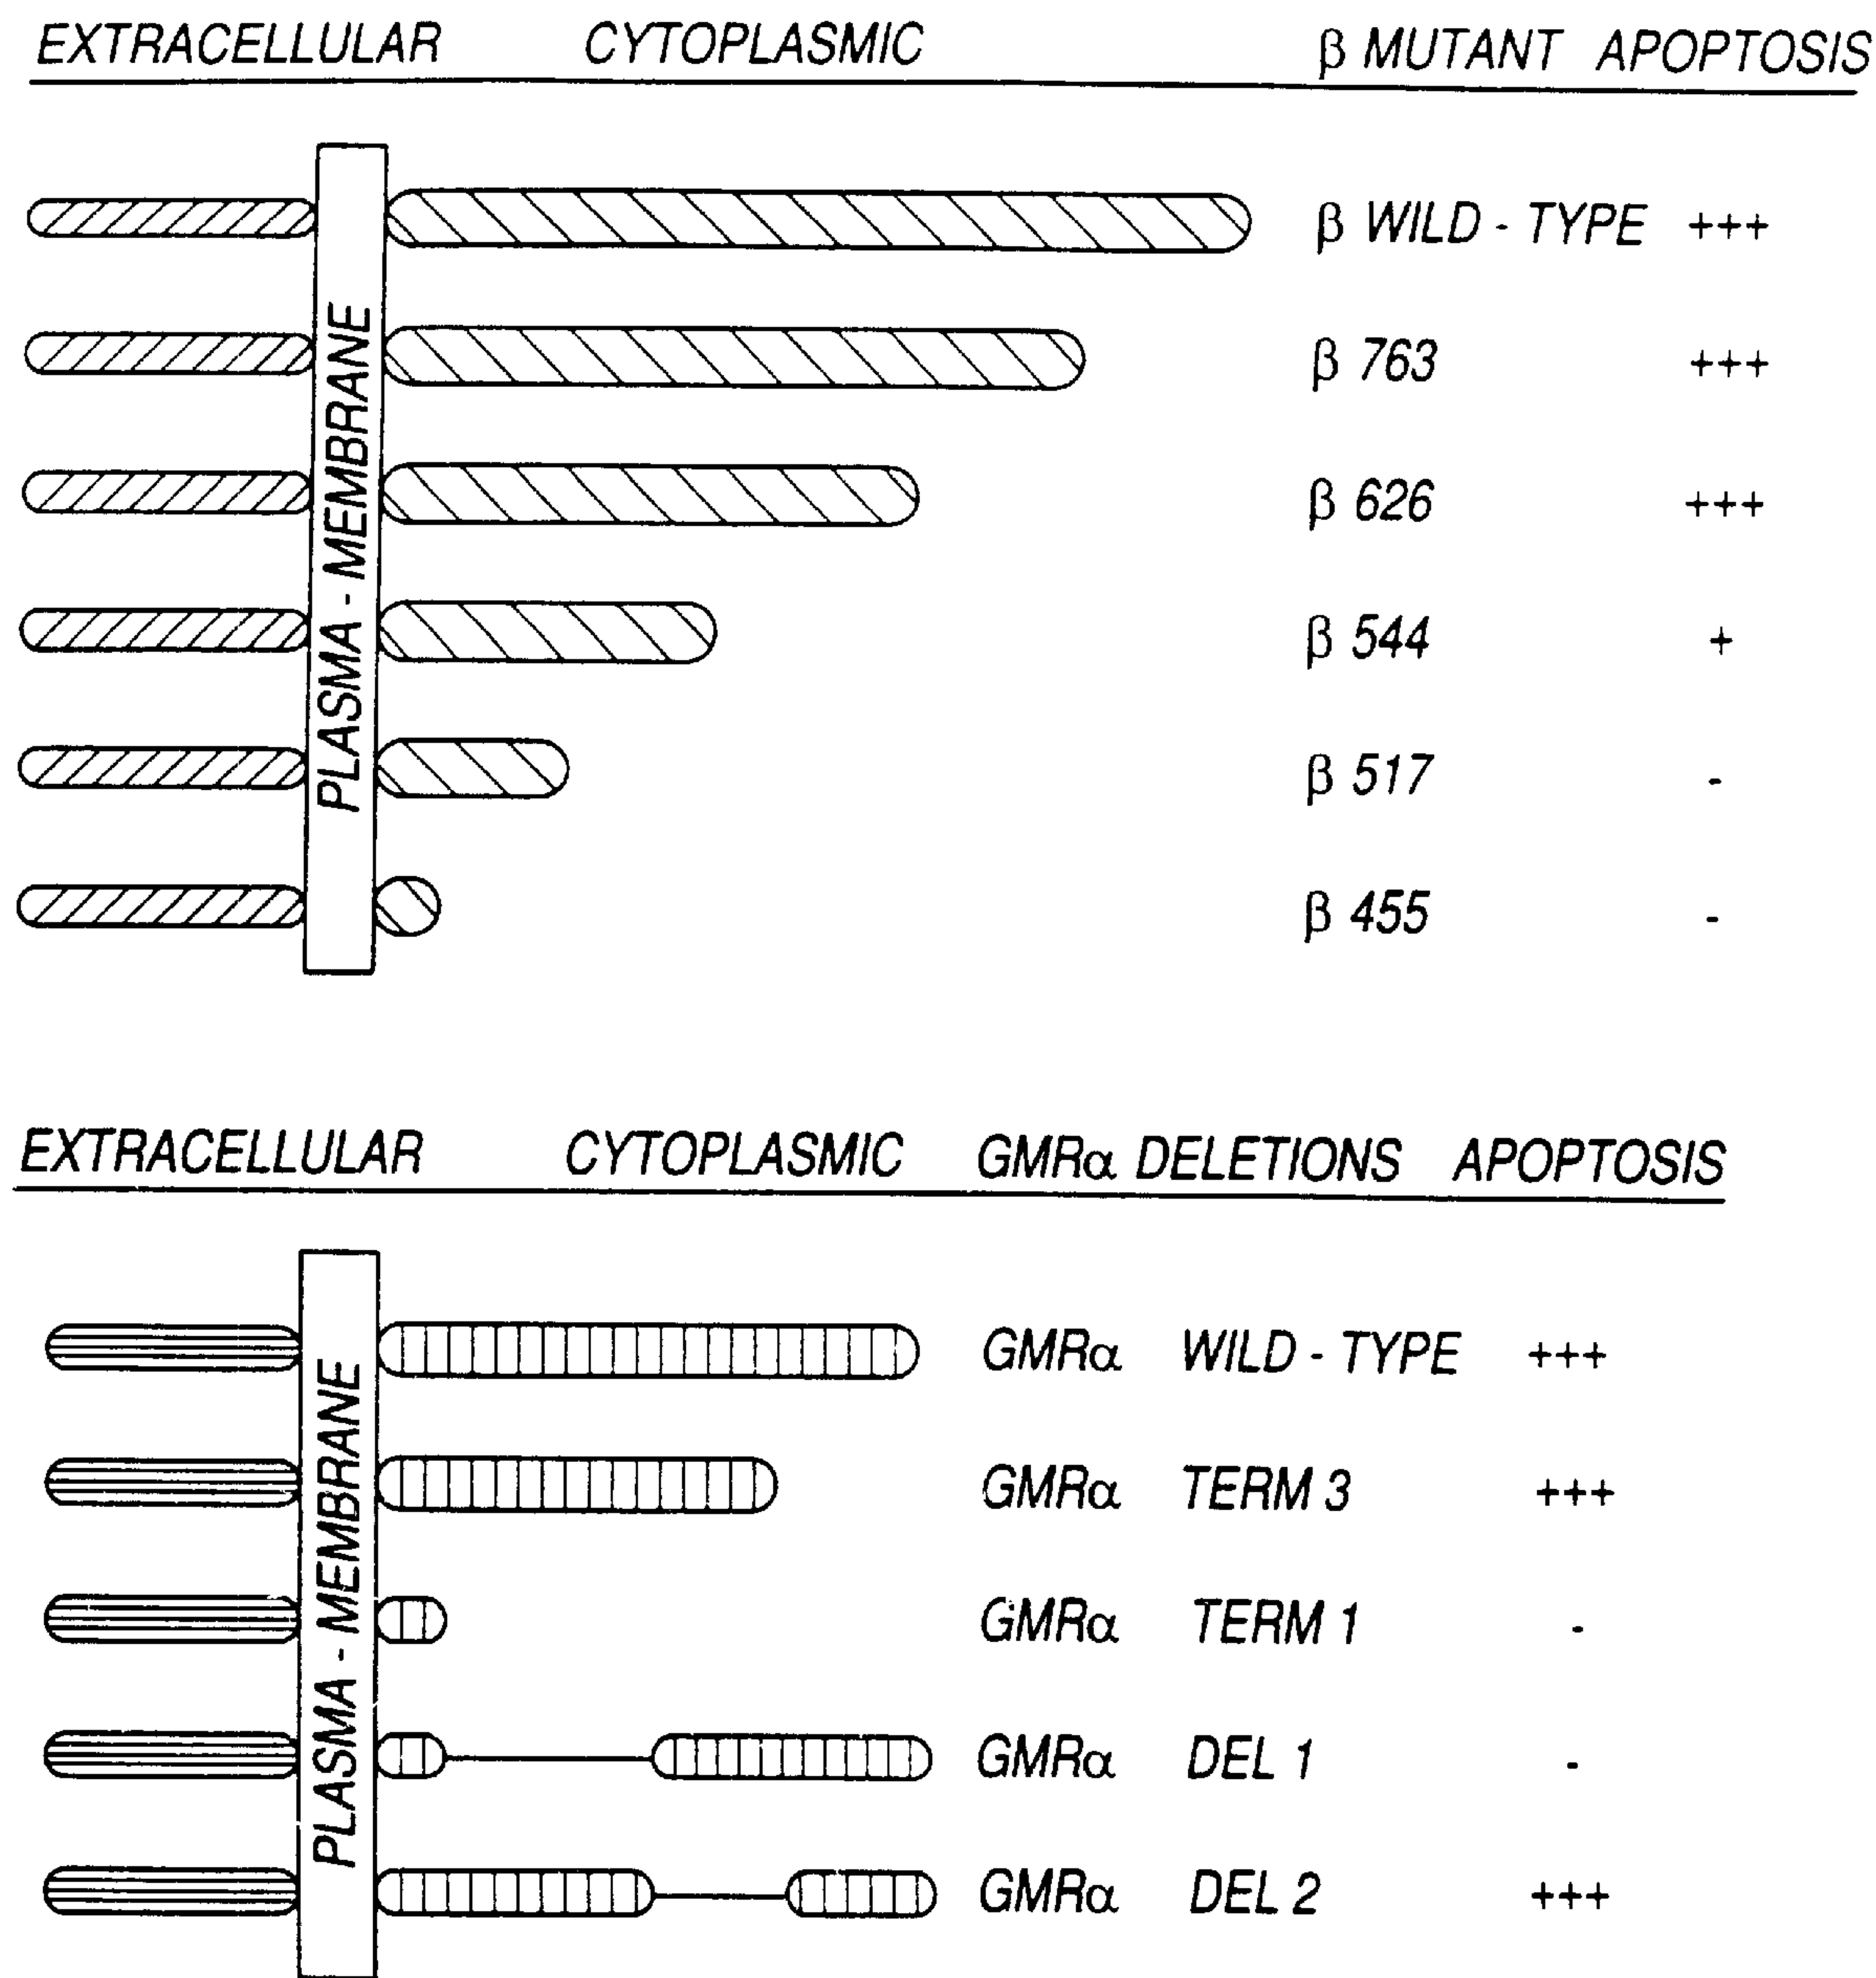 EXTRACELLULAR CYTOPLASMIC β MUTANT APOPTOSIS
PLASMA - MEMBRANE
β WILD - TYPE +++
β 763 +++
β 626 +++
β 544 +
β 517 -
β 455 -
EXTRACELLULAR CYTOPLASMIC GMRα DELETIONS APOPTOSIS
PLASMA - MEMBRANE
GMRα WILD - TYPE +++
GMRα TERM 3 +++
GMRα TERM 1 -
GMRα DEL 1 -
GMRα DEL 2 +++